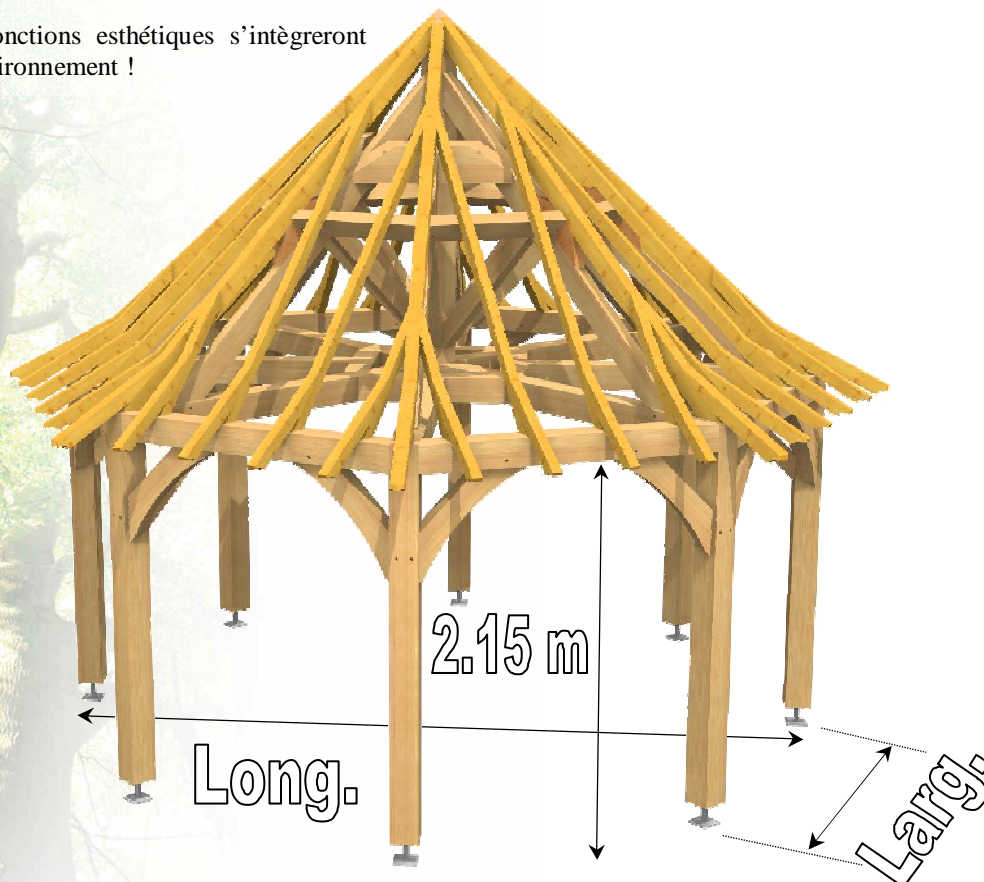 onctions esthétiques s’intègreront
ironnement !
2.15 m
Long.
Larg.